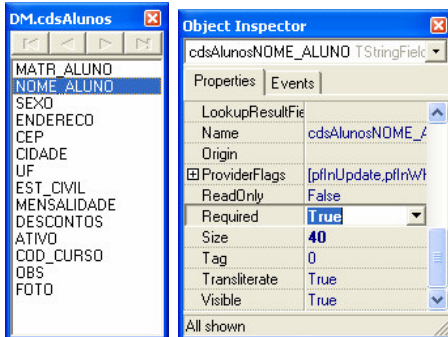 DM.cdsAlunos
MATR_ALUNO
NOME_ALUNO
SEXO
ENDERECO
CEP
CIDADE
UF
EST_CIVIL
MENSALIDADE
DESCONTOS
ATIVO
COD_CURSO
OBS
FOTO
Object Inspector
cdsAlunosNOME_ALUNO TStringFielc
Properties Events
LookupResultFie
Name cdsAlunosNOME_A
Origin
ProviderFlags [pfInUpdate,pfInWH
ReadOnly False
Required True
Size 40
Tag 0
Transliterate True
Visible True
All shown